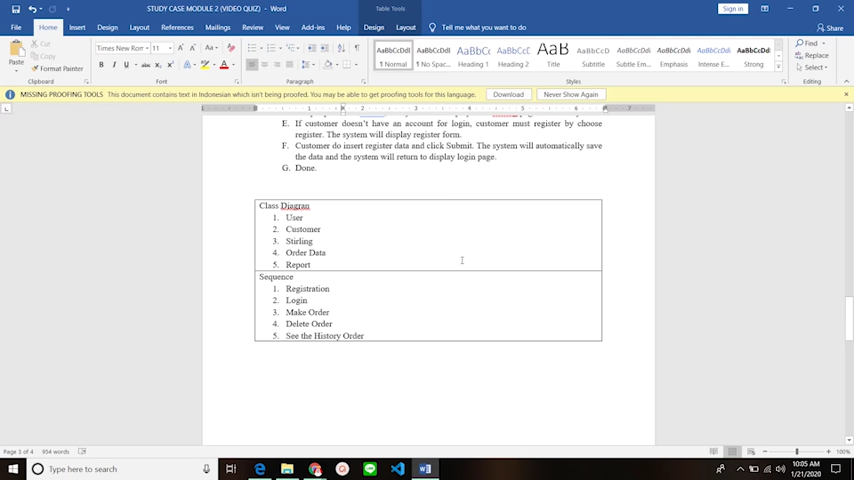 STUDY CASE MODULE 2 (VIDEO QUIZ) - Word
Table Tools
Sign in
File Home Insert Design Layout References Mailings Review View Add-ins Help Design Layout Tell me what you want to do Share
Paste
Cut
Copy
Format Painter
Clipboard
Times New Rom 11
Font
Paragraph
AaBbCcDd AaBbCcDd AaBbCc AaBbCcC AaB AaBbCcD AaBbCcDd AaBbCcDd AaBbCcDd AaBbCcDd
1 Normal 1 No Spac... Heading 1 Heading 2 Title Subtitle Subtle Em... Emphasis Intense E... Strong
Styles
Find
Replace
Select
Editing
MISSING PROOFING TOOLS This document contains text in Indonesian which isn't being proofed. You may be able to get proofing tools for this language. Download Never Show Again
E. If customer doesn't have an account for login, customer must register by choose
register. The system will display register form.
F. Customer do insert register data and click Submit. The system will automatically save
the data and the system will return to display login page.
G. Done.
Class Diagran
1. User
2. Customer
3. Stirling
4. Order Data
5. Report
Sequence
1. Registration
2. Login
3. Make Order
4. Delete Order
5. See the History Order
Page 3 of 4 954 words
100%
Type here to search
10:05 AM
1/21/2020